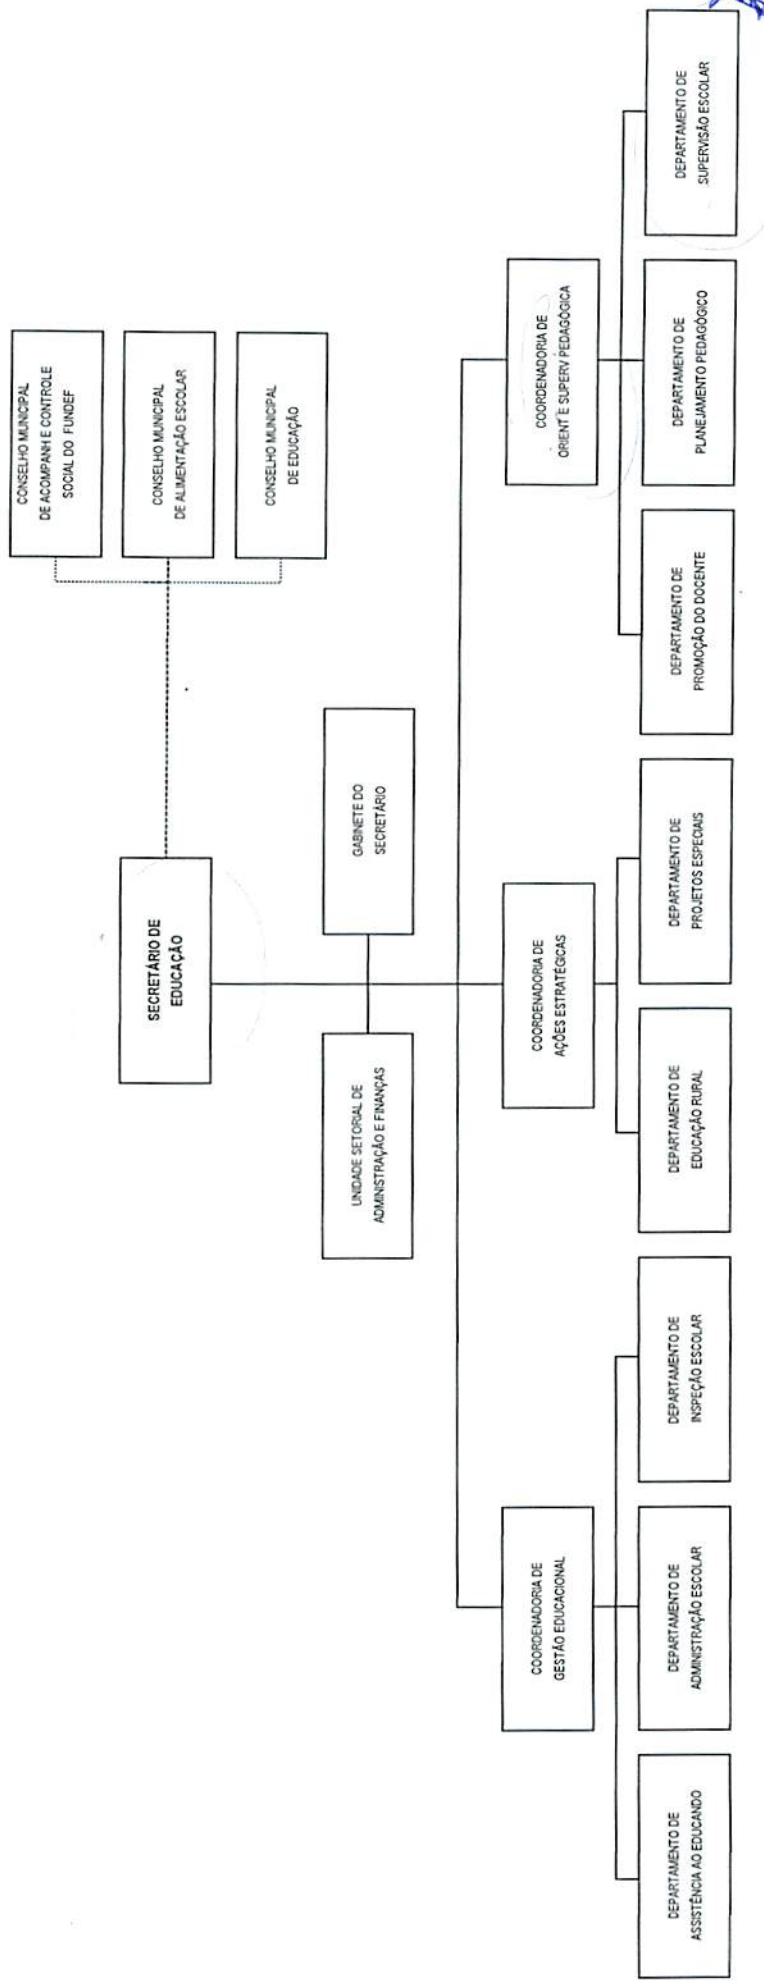 CONSELHO MUNICIPAL
DE ACOMPANH E CONTROLE
SOCIAL DO FUNDEF
CONSELHO MUNICIPAL
DE ALIMENTAÇÃO ESCOLAR
CONSELHO MUNICIPAL
DE EDUCAÇÃO
SECRETÁRIO DE
EDUCAÇÃO
UNIDADE SETORIAL DE
ADMINISTRAÇÃO E FINANÇAS
GABINETE DO
SECRETÁRIO
COORDENADORIA DE
GESTÃO EDUCACIONAL
COORDENADORIA DE
AÇÕES ESTRATÉGICAS
COORDENADORIA DE
ORIENT E SUPERV PEDAGÓGICA
DEPARTAMENTO DE
ASSISTÊNCIA AO EDUCANDO
DEPARTAMENTO DE
ADMINISTRAÇÃO ESCOLAR
DEPARTAMENTO DE
INSPEÇÃO ESCOLAR
DEPARTAMENTO DE
EDUCAÇÃO RURAL
DEPARTAMENTO DE
PROJETOS ESPECIAIS
DEPARTAMENTO DE
PROMOÇÃO DO DOCENTE
DEPARTAMENTO DE
PLANEJAMENTO PEDAGÓGICO
DEPARTAMENTO DE
SUPERVISÃO ESCOLAR